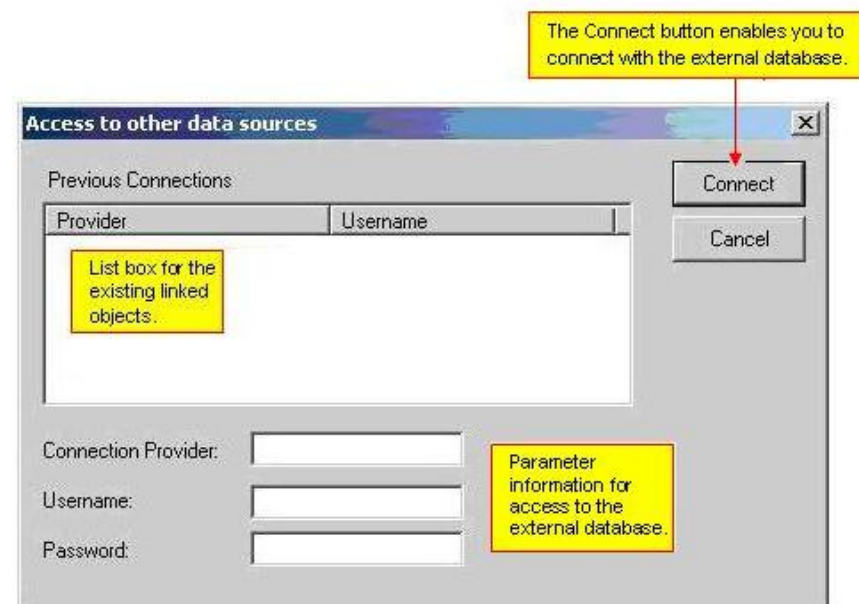 The Connect button enables you to
connect with the external database.
Access to other data sources
Previous Connections
Connect
Provider Username
Cancel
List box for the
existing linked
objects.
Connection Provider:
Parameter
information for
access to the
external database.
Username:
Password: